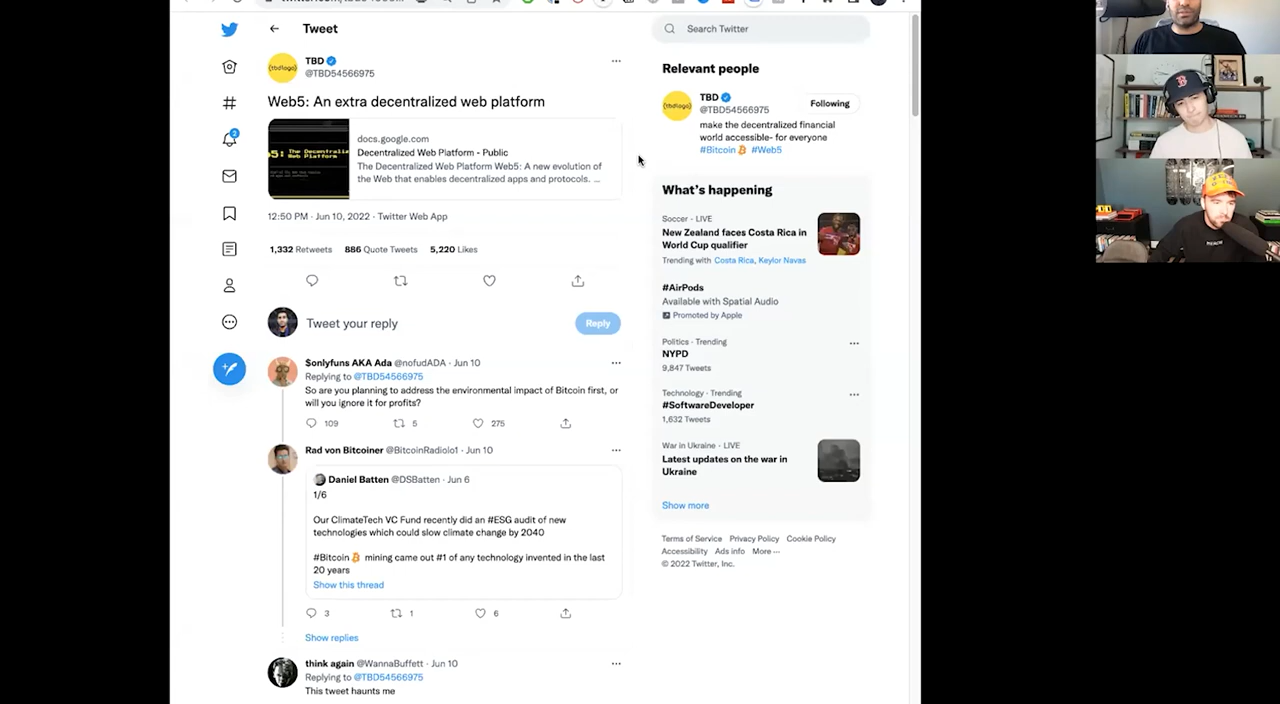 Tweet
Search Twitter
TBD
@TBD54566975
Web5: An extra decentralized web platform
docs.google.com
Decentralized Web Platform - Public
The Decentralized Web Platform Web5: A new evolution of
the Web that enables decentralized apps and protocols. ...
12:50 PM · Jun 10, 2022 · Twitter Web App
1,332 Retweets 886 Quote Tweets 5,220 Likes
Tweet your reply
Reply
$onlyfuns AKA Ada @nofudADA · Jun 10
Replying to @TBD54566975
So are you planning to address the environmental impact of Bitcoin first, or
will you ignore it for profits?
109 5 275
Rad von Bitcoiner @BitcoinRadiolo1 · Jun 10
Daniel Batten @DSBatten · Jun 6
1/6
Our ClimateTech VC Fund recently did an #ESG audit of new
technologies which could slow climate change by 2040
#Bitcoin mining came out #1 of any technology invented in the last
20 years
Show this thread
3 1 6
Show replies
think again @WannaBuffett · Jun 10
Replying to @TBD54566975
This tweet haunts me
Relevant people
TBD
@TBD54566975
Following
make the decentralized financial
world accessible- for everyone
#Bitcoin #Web5
What's happening
Soccer · LIVE
New Zealand faces Costa Rica in
World Cup qualifier
Trending with Costa Rica, Keylor Navas
#AirPods
Available with Spatial Audio
Promoted by Apple
Politics · Trending
NYPD
9,847 Tweets
Technology · Trending
#SoftwareDeveloper
1,632 Tweets
War in Ukraine · LIVE
Latest updates on the war in
Ukraine
Show more
Terms of Service Privacy Policy Cookie Policy
Accessibility Ads info More ...
© 2022 Twitter, Inc.